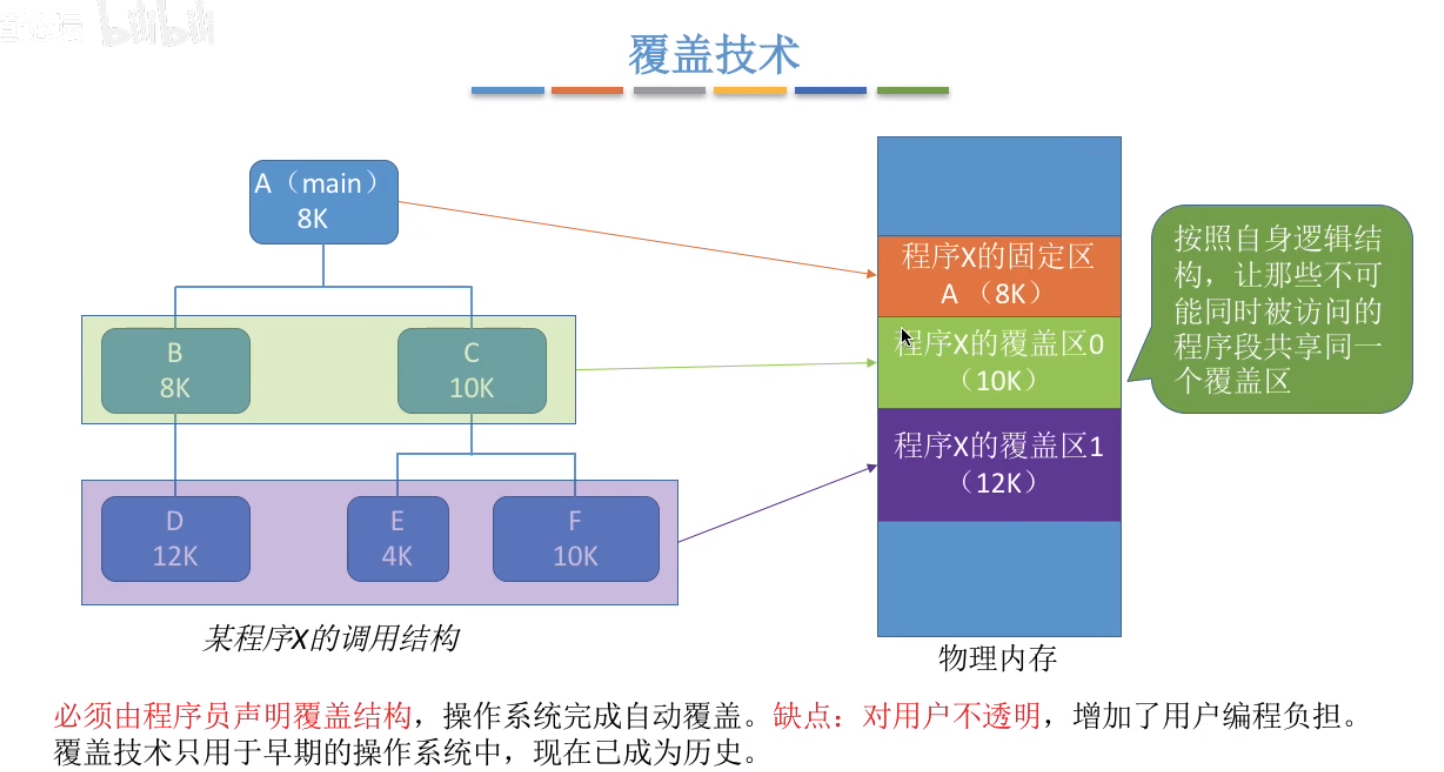 道论坛 bilibili
覆盖技术
A（main）
8K
B
8K
C
10K
D
12K
E
4K
F
10K
某程序X的调用结构
程序X的固定区
A （8K）
程序X的覆盖区0
（10K）
程序X的覆盖区1
（12K）
物理内存
按照自身逻辑结
构，让那些不可
能同时被访问的
程序段共享同一
个覆盖区
必须由程序员声明覆盖结构，操作系统完成自动覆盖。缺点：对用户不透明，增加了用户编程负担。
覆盖技术只用于早期的操作系统中，现在已成为历史。